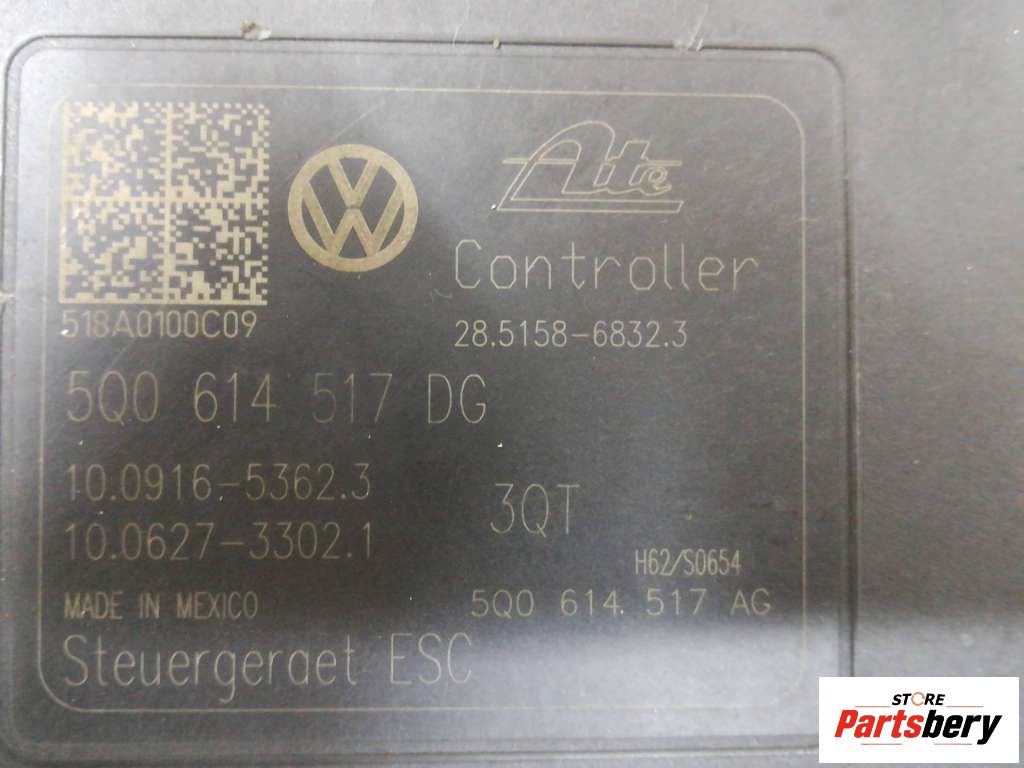 Ate
Controller
518A0100C09
28.5158-6832.3
5Q0 614 517 DG
10.0916-5362.3
10.0627-3302.1
3QT
H62/S0654
MADE IN MEXICO
5Q0 614 517 AG
Steuergeraet ESC
STORE
Partsbery